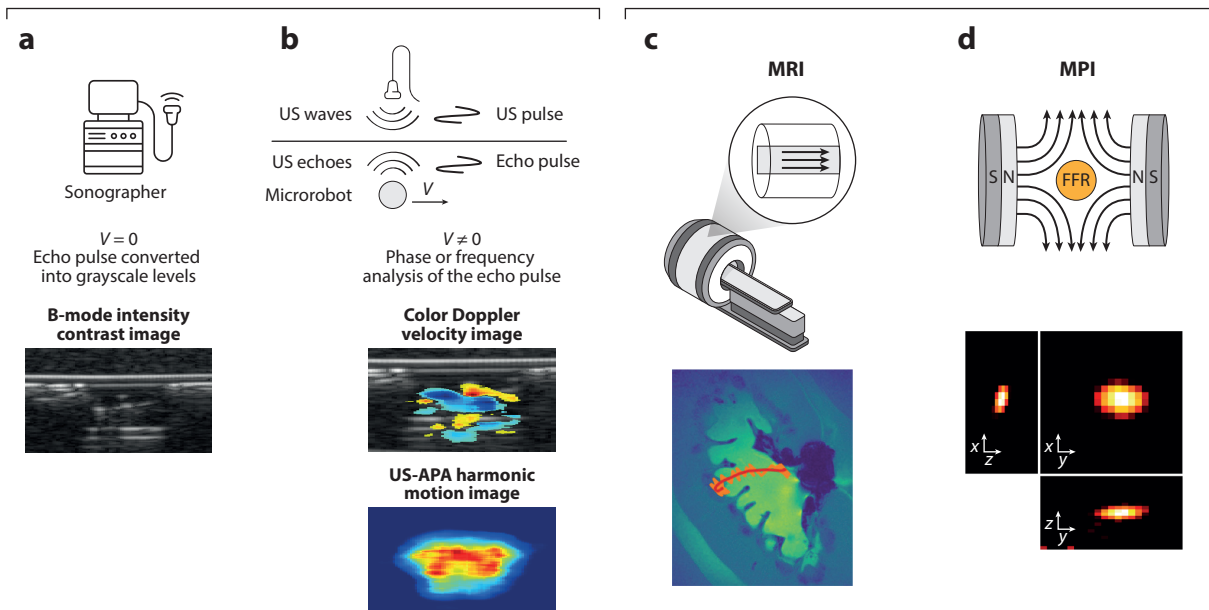 a
Sonographer
V = 0
Echo pulse converted
into grayscale levels
B-mode intensity
contrast image
b
US waves
US pulse
US echoes
Echo pulse
Microrobot
V
V ≠ 0
Phase or frequency
analysis of the echo pulse
Color Doppler
velocity image
US-APA harmonic
motion image
c
MRI
d
MPI
S N
FFR
N S
x
z
x
y
z
y